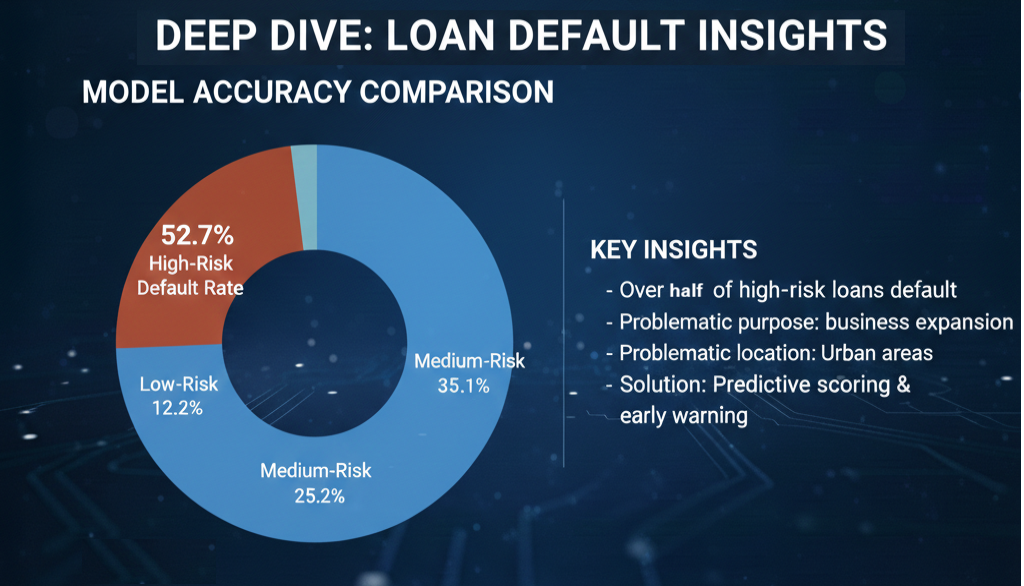 DEEP DIVE: LOAN DEFAULT INSIGHTS
MODEL ACCURACY COMPARISON
52.7%
High-Risk
Default Rate
Low-Risk
12.2%
Medium-Risk
25.2%
Medium-Risk
35.1%
KEY INSIGHTS
- Over half of high-risk loans default
- Problematic purpose: business expansion
- Problematic location: Urban areas
- Solution: Predictive scoring &
early warning